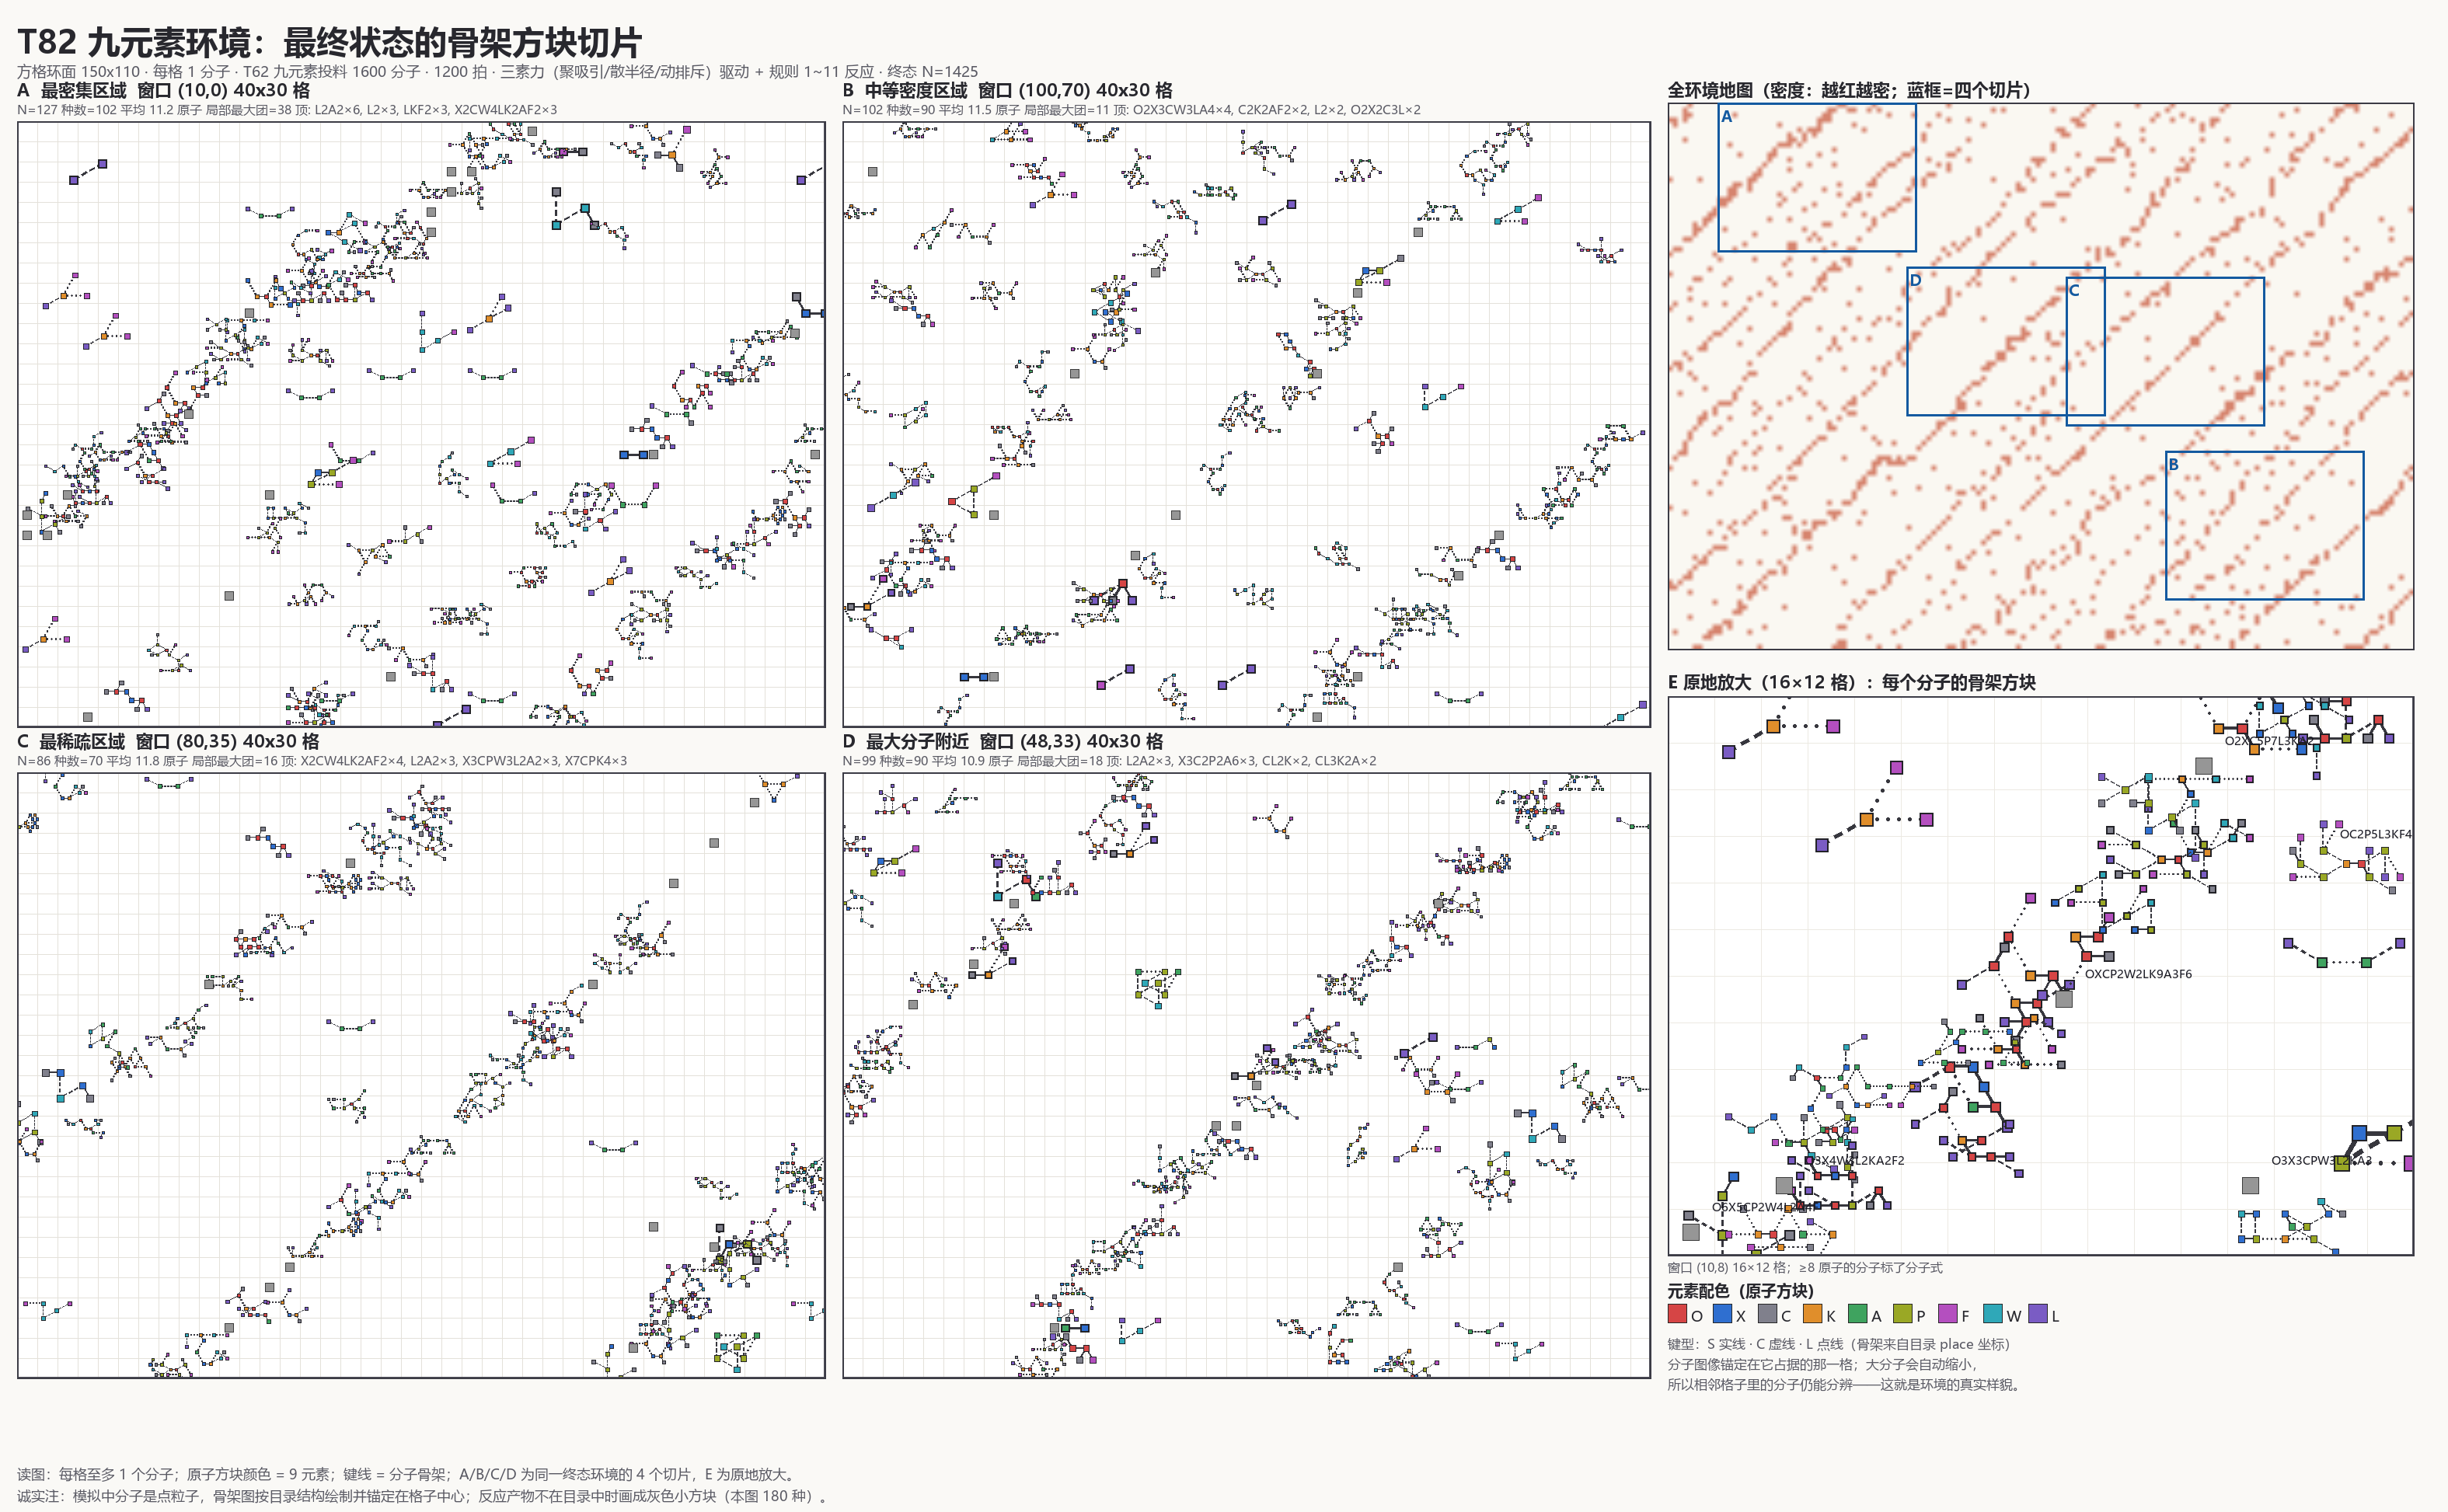 T82 九元素环境：最终状态的骨架方块切片
方格环面 150x110 · 每格 1 分子 · T62 九元素投料 1600 分子 · 1200 拍 · 三素力（聚吸引/散半径/动排斥）驱动 + 规则 1~11 反应 · 终态 N=1425
A 最密集区域 窗口 (10,0) 40x30 格
N=127 种数=102 平均 11.2 原子 局部最大团=38 顶: L2A2×6, L2×3, LKF2×3, X2CW4LK2AF2×3
B 中等密度区域 窗口 (100,70) 40x30 格
N=102 种数=90 平均 11.5 原子 局部最大团=11 顶: O2X3CW3LA4×4, C2K2AF2×2, L2×2, O2X2C3L×2
全环境地图（密度：越红越密；蓝框=四个切片）
A
D
C
B
C 最稀疏区域 窗口 (80,35) 40x30 格
N=86 种数=70 平均 11.8 原子 局部最大团=16 顶: X2CW4LK2AF2×4, L2A2×3, X3CPW3L2A2×3, X7CPK4×3
D 最大分子附近 窗口 (48,33) 40x30 格
N=99 种数=90 平均 10.9 原子 局部最大团=18 顶: L2A2×3, X3C2P2A6×3, CL2K×2, CL3K2A×2
E 原地放大（16×12 格）：每个分子的骨架方块
OC2P5L3KF4
OXCP2W2LK9A3F6
O3X3CPW3L2KA3
窗口 (10,8) 16×12 格；≥8 原子的分子标了分子式
元素配色（原子方块）
O X C K A P F W L
键型：S 实线 · C 虚线 · L 点线（骨架来自目录 place 坐标）
分子图像锚定在它占据的那一格；大分子会自动缩小，
所以相邻格子里的分子仍能分辨——这就是环境的真实样貌。
读图：每格至多 1 个分子；原子方块颜色 = 9 元素；键线 = 分子骨架；A/B/C/D 为同一终态环境的 4 个切片，E 为原地放大。
诚实注：模拟中分子是点粒子，骨架图按目录结构绘制并锚定在格子中心；反应产物不在目录中时画成灰色小方块（本图 180 种）。